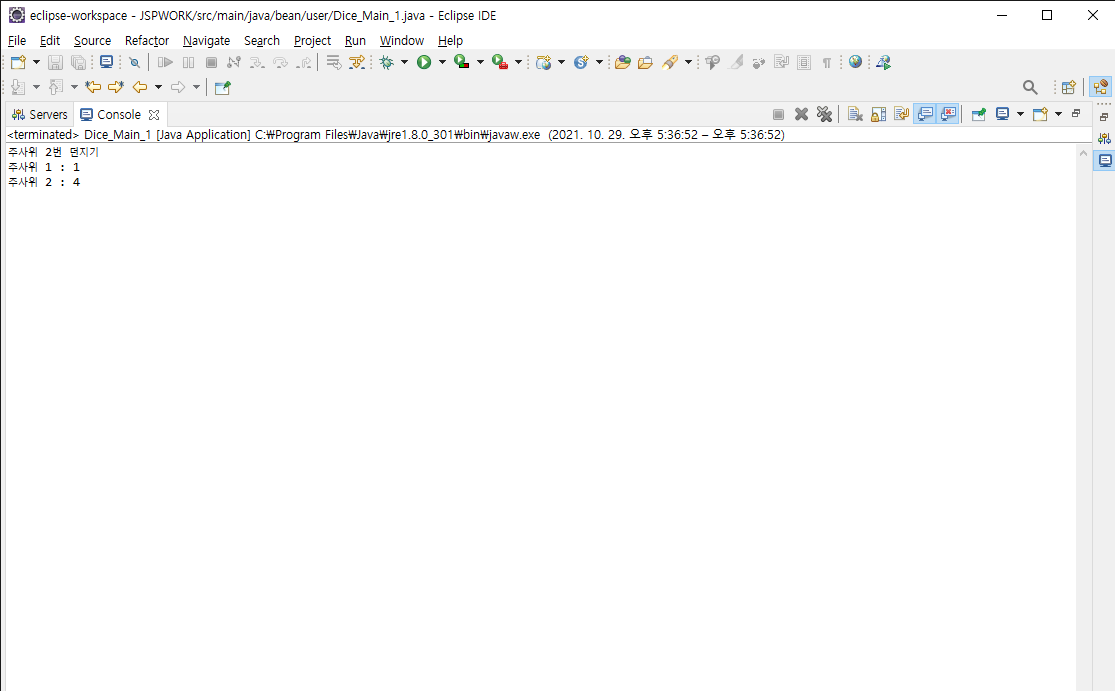 eclipse-workspace - JSPWORK/src/main/java/bean/user/Dice_Main_1.java - Eclipse IDE
File Edit Source Refactor Navigate Search Project Run Window Help
Servers Console
<terminated> Dice_Main_1 [Java Application] C:₩Program Files₩Java₩jre1.8.0_301₩bin₩javaw.exe (2021. 10. 29. 오후 5:36:52 – 오후 5:36:52)
주사위 2번 던지기
주사위 1 : 1
주사위 2 : 4